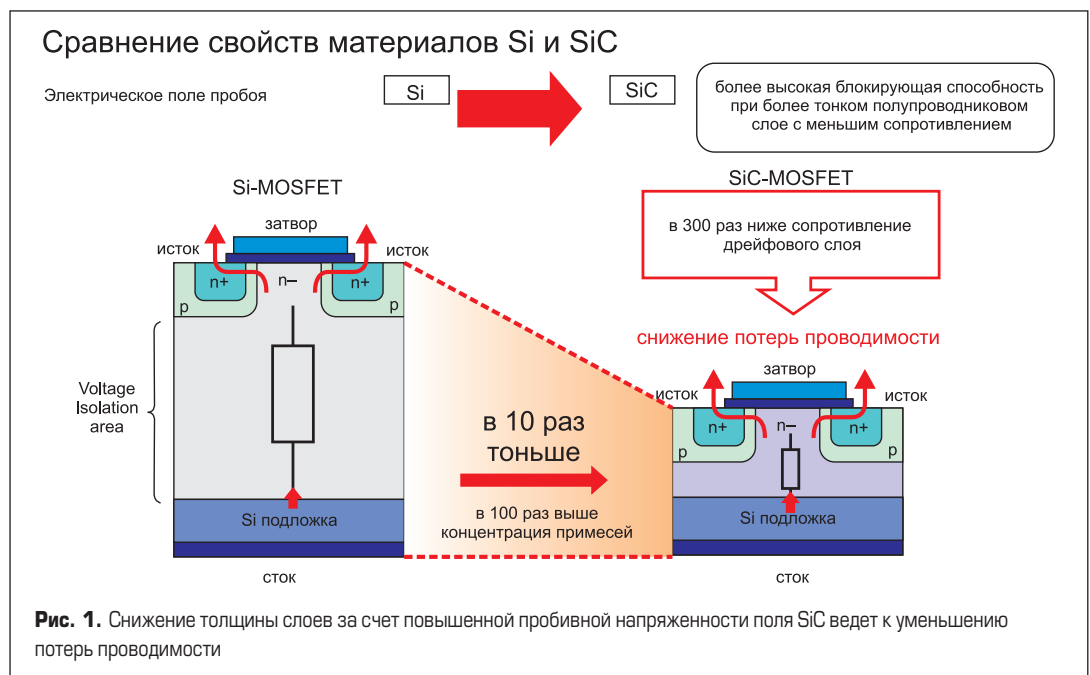 Сравнение свойств материалов Si и SiC
Электрическое поле пробоя
Si
SiC
более высокая блокирующая способность
при более тонком полупроводниковом
слое с меньшим сопротивлением
Si-MOSFET
затвор
исток
исток
n+
n–
n+
p
p
Voltage
Isolation
area
Si подложка
сток
в 10 раз
тоньше
в 100 раз выше
концентрация примесей
SiC-MOSFET
в 300 раз ниже сопротивление
дрейфового слоя
снижение потерь проводимости
затвор
исток
исток
n+
n–
n+
p
p
Si подложка
сток
Рис. 1. Снижение толщины слоев за счет повышенной пробивной напряженности поля SiC ведет к уменьшению
потерь проводимости